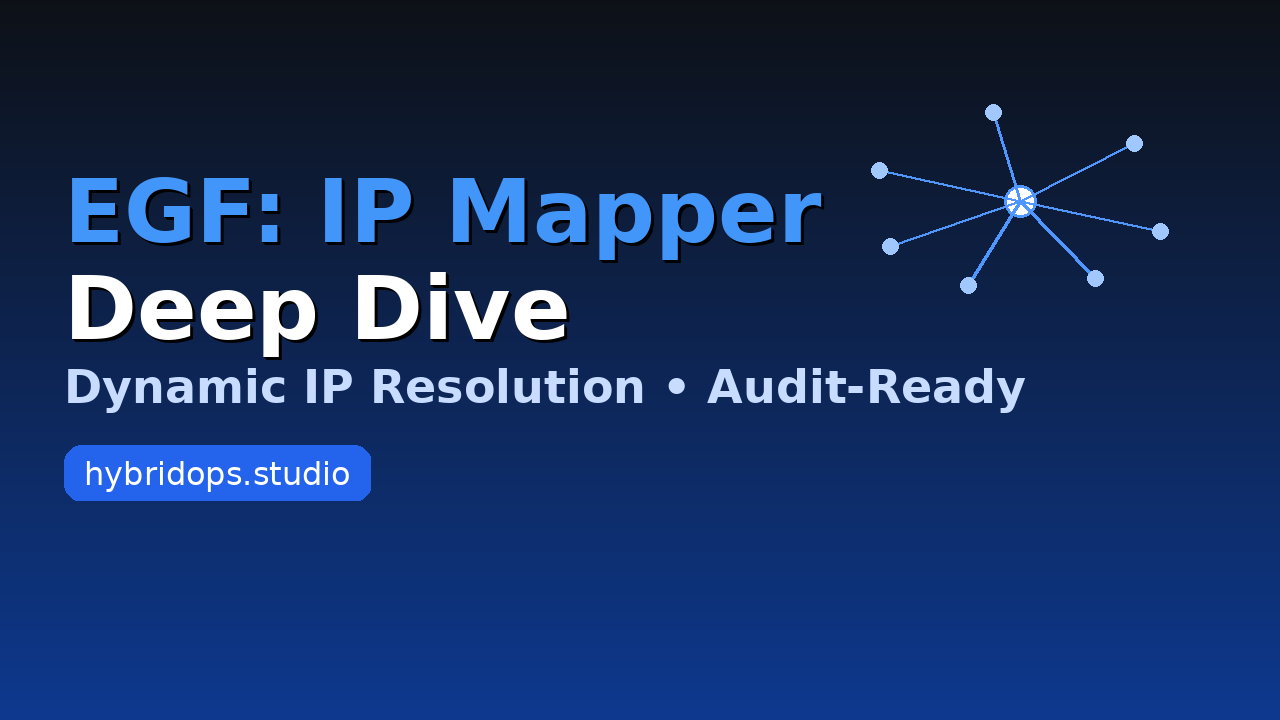 EGF: IP Mapper
Deep Dive
Dynamic IP Resolution • Audit-Ready
hybridops.studio